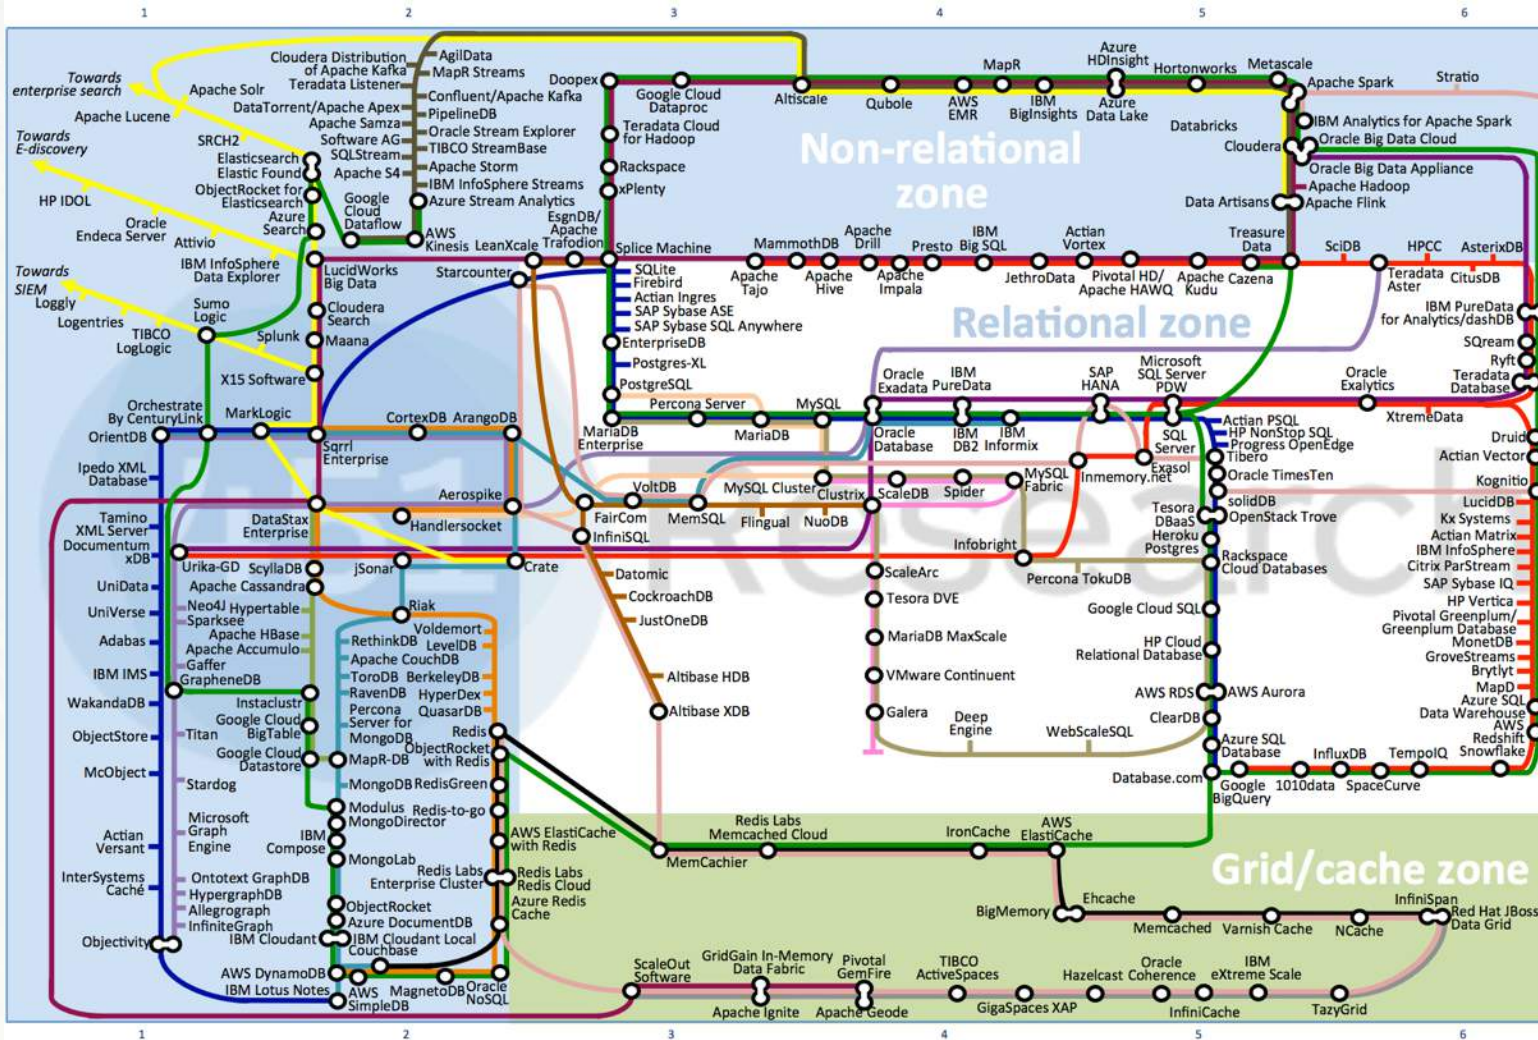 1 2 3 4 5 6
Towards
enterprise search
Apache Solr
Apache Lucene
Towards
E-discovery
SRCH2
Elasticsearch
Elastic Found
ObjectRocket for
Elasticsearch
HP IDOL
Oracle
Endeca Server
Attivio
Azure
Search
IBM InfoSphere
Data Explorer
LucidWorks
Big Data
Towards
SIEM
Loggly
Logentries
TIBCO
LogLogic
Sumo
Logic
Splunk
Cloudera
Search
Maana
X15 Software
Cloudera Distribution
of Apache Kafka
Teradata Listener
DataTorrent/Apache Apex
Apache Samza
Software AG
SQLStream
Apache S4
Google
Cloud
Dataflow
AgilData
MapR Streams
Confluent/Apache Kafka
PipelineDB
Oracle Stream Explorer
TIBCO StreamBase
Apache Storm
IBM InfoSphere Streams
Azure Stream Analytics
AWS
Kinesis
Doopex
Google Cloud
Dataproc
Teradata Cloud
for Hadoop
Rackspace
xPlenty
Altiscale
Qubole
AWS
EMR
MapR
IBM
BigInsights
Azure
HDInsight
Azure
Data Lake
Hortonworks
Metascale
Apache Spark
Stratio
Non-relational
zone
IBM Analytics for Apache Spark
Databricks
Oracle Big Data Cloud
Cloudera
Oracle Big Data Appliance
Apache Hadoop
Data Artisans
Apache Flink
LeanXcale
EsgnDB/
Apache
Trafodion
Splice Machine
Starcounter
MammothDB
Apache
Tajo
Apache
Hive
Apache
Drill
Apache
Impala
Presto
IBM
Big SQL
JethroData
Actian
Vortex
Pivotal HD/
Apache HAWQ
Apache
Kudu
Treasure
Data
Cazena
SciDB
Teradata
Aster
HPCC
CitusDB
AsterixDB
SQLite
Firebird
Actian Ingres
SAP Sybase ASE
SAP Sybase SQL Anywhere
EnterpriseDB
Postgres-XL
PostgreSQL
Relational zone
IBM PureData
for Analytics/dashDB
SQream
Ryft
Teradata
Database
Orchestrate
By CenturyLink
MarkLogic
OrientDB
Sqrrl
Enterprise
CortexDB
ArangoDB
MariaDB
Enterprise
Percona Server
MariaDB
MySQL
Oracle
Exadata
Oracle
Database
IBM
PureData
IBM
DB2
IBM
Informix
SAP
HANA
Microsoft
SQL Server
PDW
SQL
Server
Oracle
Exalytics
XtremeData
Actian PSQL
HP NonStop SQL
Progress OpenEdge
Tibero
Oracle TimesTen
solidDB
Druid
Actian Vector
Kognitio
451 Research
Ipedo XML
Database
Tamino
XML Server
Documentum
xDB
UniData
UniVerse
Adabas
IBM IMS
WakandaDB
ObjectStore
McObject
Actian
Versant
InterSystems
Caché
Objectivity
DataStax
Enterprise
Aerospike
Handlersocket
FairCom
VoltDB
MemSQL
InfiniSQL
MySQL Cluster
Flingual
NuoDB
Clustrix
ScaleDB
Spider
MySQL
Fabric
Inmemory.net
Exasol
Infobright
Percona TokuDB
Tesora
DBaaS
OpenStack Trove
Heroku
Postgres
Rackspace
Cloud Databases
Google Cloud SQL
HP Cloud
Relational Database
AWS RDS
AWS Aurora
ClearDB
Azure SQL
Database
Database.com
LucidDB
Kx Systems
Actian Matrix
IBM InfoSphere
Citrix ParStream
SAP Sybase IQ
HP Vertica
Pivotal Greenplum/
Greenplum Database
MonetDB
GroveStreams
Brytlyt
MapD
Azure SQL
Data Warehouse
AWS
Redshift
Snowflake
Google
BigQuery
1010data
InfluxDB
SpaceCurve
TempoIQ
Urika-GD
ScyllaDB
Apache Cassandra
jSonar
Crate
Riak
Neo4J
Sparksee
Hypertable
Apache HBase
Apache Accumulo
Gaffer
GrapheneDB
Instaclustr
Google Cloud
BigTable
Google Cloud
Datastore
Titan
Stardog
Microsoft
Graph
Engine
Ontotext GraphDB
HypergraphDB
Allegrograph
InfiniteGraph
RethinkDB
Apache CouchDB
ToroDB
RavenDB
Percona
Server for
MongoDB
MapR-DB
MongoDB
Modulus
MongoDirector
IBM
Compose
MongoLab
ObjectRocket
Azure DocumentDB
IBM Cloudant
IBM Cloudant Local
Couchbase
AWS DynamoDB
IBM Lotus Notes
AWS
SimpleDB
MagnetoDB
Oracle
NoSQL
Voldemort
LevelDB
BerkeleyDB
HyperDex
QuasarDB
Redis
ObjectRocket
with Redis
RedisGreen
Redis-to-go
AWS ElastiCache
with Redis
Redis Labs
Enterprise Cluster
Redis Labs
Redis Cloud
Azure Redis
Cache
Datomic
CockroachDB
JustOneDB
Altibase HDB
Altibase XDB
ScaleArc
Tesora DVE
MariaDB MaxScale
VMware Continuent
Galera
Deep
Engine
WebScaleSQL
MemCachier
Redis Labs
Memcached Cloud
IronCache
AWS
ElastiCache
Grid/cache zone
BigMemory
Ehcache
Memcached
Varnish Cache
NCache
InfiniSpan
Red Hat JBoss
Data Grid
ScaleOut
Software
GridGain In-Memory
Data Fabric
Apache Ignite
Pivotal
GemFire
Apache Geode
TIBCO
ActiveSpaces
GigaSpaces XAP
Hazelcast
Oracle
Coherence
InfiniCache
IBM
eXtreme Scale
TazyGrid
1 2 3 4 5 6